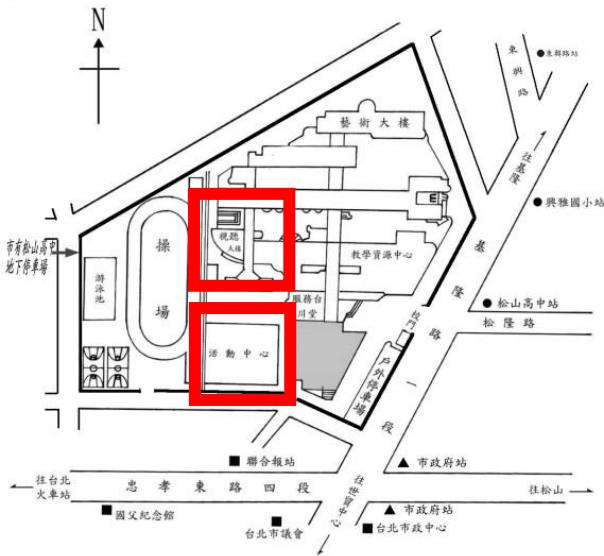 N
東興路站
東興路
藝術大樓
往基隆
興雅國小站
視聽
大樓
操場
市有松山高中
地下停車場
教學資源中心
基隆路一段
游泳池
服務台
川堂
校門
松山高中站
松隆路
活動中心
戶外停車場
聯合報站
市政府站
往台北
火車站
忠孝東路四段
往世貿中心
往松山
國父紀念館
台北市議會
市政府站
台北市政中心